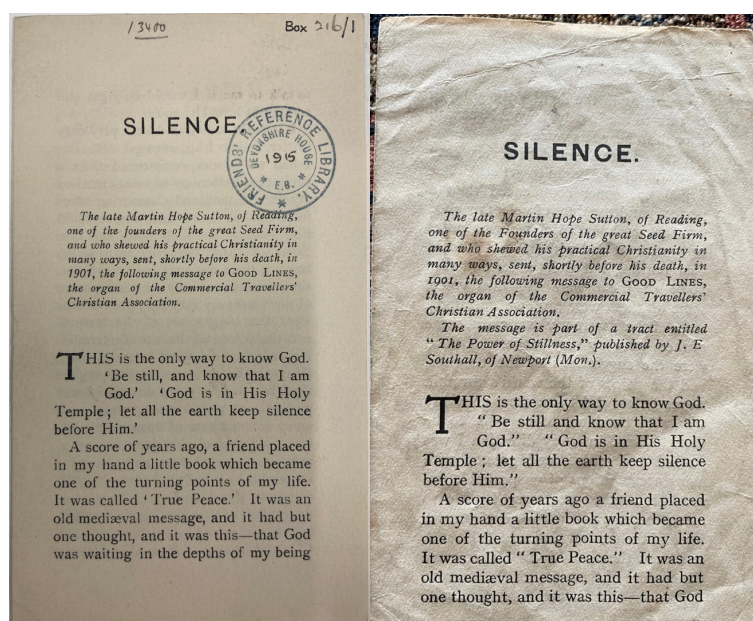 13400
Box 216/1
SILENCE.
FRIENDS' REFERENCE LIBRARY.
DEVONSHIRE HOUSE
1915
E.B.
The late Martin Hope Sutton, of Reading,
one of the founders of the great Seed Firm,
and who shewed his practical Christianity in
many ways, sent, shortly before his death, in
1901, the following message to GOOD LINES,
the organ of the Commercial Travellers'
Christian Association.
THIS is the only way to know God.
'Be still, and know that I am
God.' 'God is in His Holy
Temple; let all the earth keep silence
before Him.'
A score of years ago, a friend placed
in my hand a little book which became
one of the turning points of my life.
It was called 'True Peace.' It was an
old mediæval message, and it had but
one thought, and it was this—that God
was waiting in the depths of my being
SILENCE.
The late Martin Hope Sutton, of Reading,
one of the Founders of the great Seed Firm,
and who shewed his practical Christianity in
many ways, sent, shortly before his death, in
1901, the following message to GOOD LINES,
the organ of the Commercial Travellers'
Christian Association.
The message is part of a tract entitled
"The Power of Stillness," published by J. E
Southall, of Newport (Mon.).
THIS is the only way to know God.
"Be still and know that I am
God." "God is in His Holy
Temple; let all the earth keep silence
before Him."
A score of years ago a friend placed
in my hand a little book which became
one of the turning points of my life.
It was called "True Peace." It was an
old mediæval message, and it had but
one thought, and it was this—that God